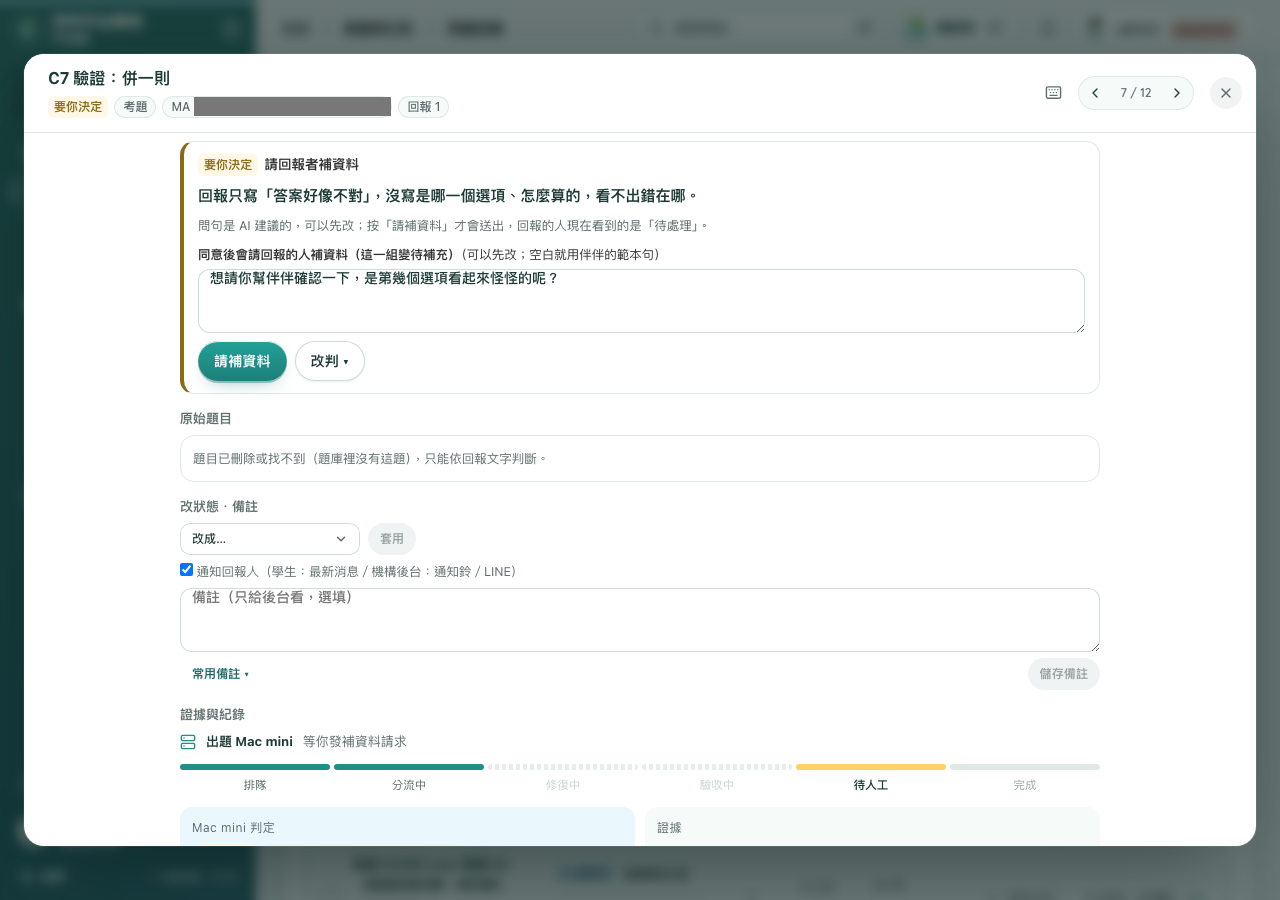 C7 驗證：併一則
要你決定 考題 MA 回報 1
7 / 12
要你決定 請回報者補資料
回報只寫「答案好像不對」，沒寫是哪一個選項、怎麼算的，看不出錯在哪。
問句是 AI 建議的，可以先改；按「請補資料」才會送出，回報的人現在看到的是「待處理」。
同意後會請回報的人補資料（這一組變待補充）（可以先改；空白就用伴伴的範本句）
想請你幫伴伴確認一下，是第幾個選項看起來怪怪的呢？
請補資料 改判 ▾
原始題目
題目已刪除或找不到（題庫裡沒有這題），只能依回報文字判斷。
改狀態 · 備註
改成... 套用
通知回報人（學生：最新消息 / 機構後台：通知鈴 / LINE）
備註（只給後台看，選填）
常用備註 ▾ 儲存備註
證據與紀錄
出題 Mac mini 等你發補資料請求
排隊 分流中 修復中 驗收中 待人工 完成
Mac mini 判定 證據